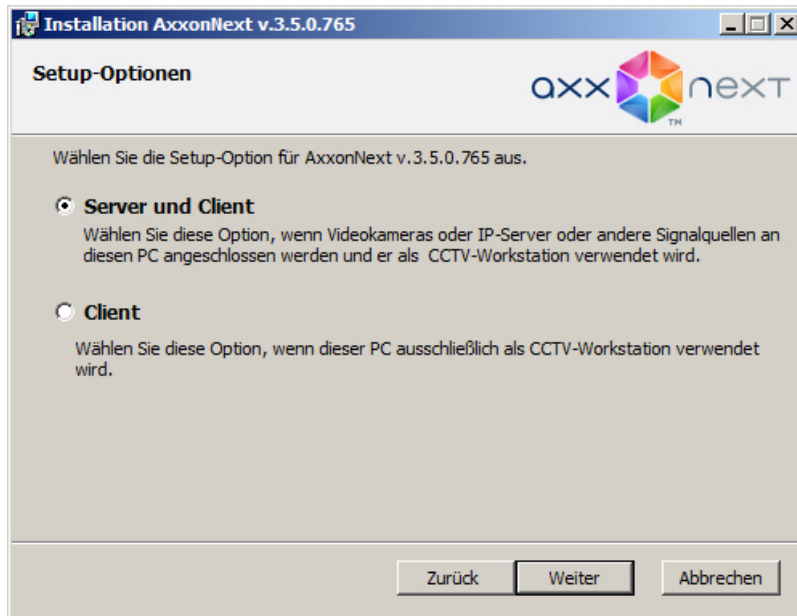 Installation AxxonNext v.3.5.0.765
Setup-Optionen
axx next
TM
Wählen Sie die Setup-Option für AxxonNext v.3.5.0.765 aus.
Server und Client
Wählen Sie diese Option, wenn Videokameras oder IP-Server oder andere Signalquellen an
diesen PC angeschlossen werden und er als CCTV-Workstation verwendet wird.
Client
Wählen Sie diese Option, wenn dieser PC ausschließlich als CCTV-Workstation verwendet
wird.
Zurück Weiter Abbrechen